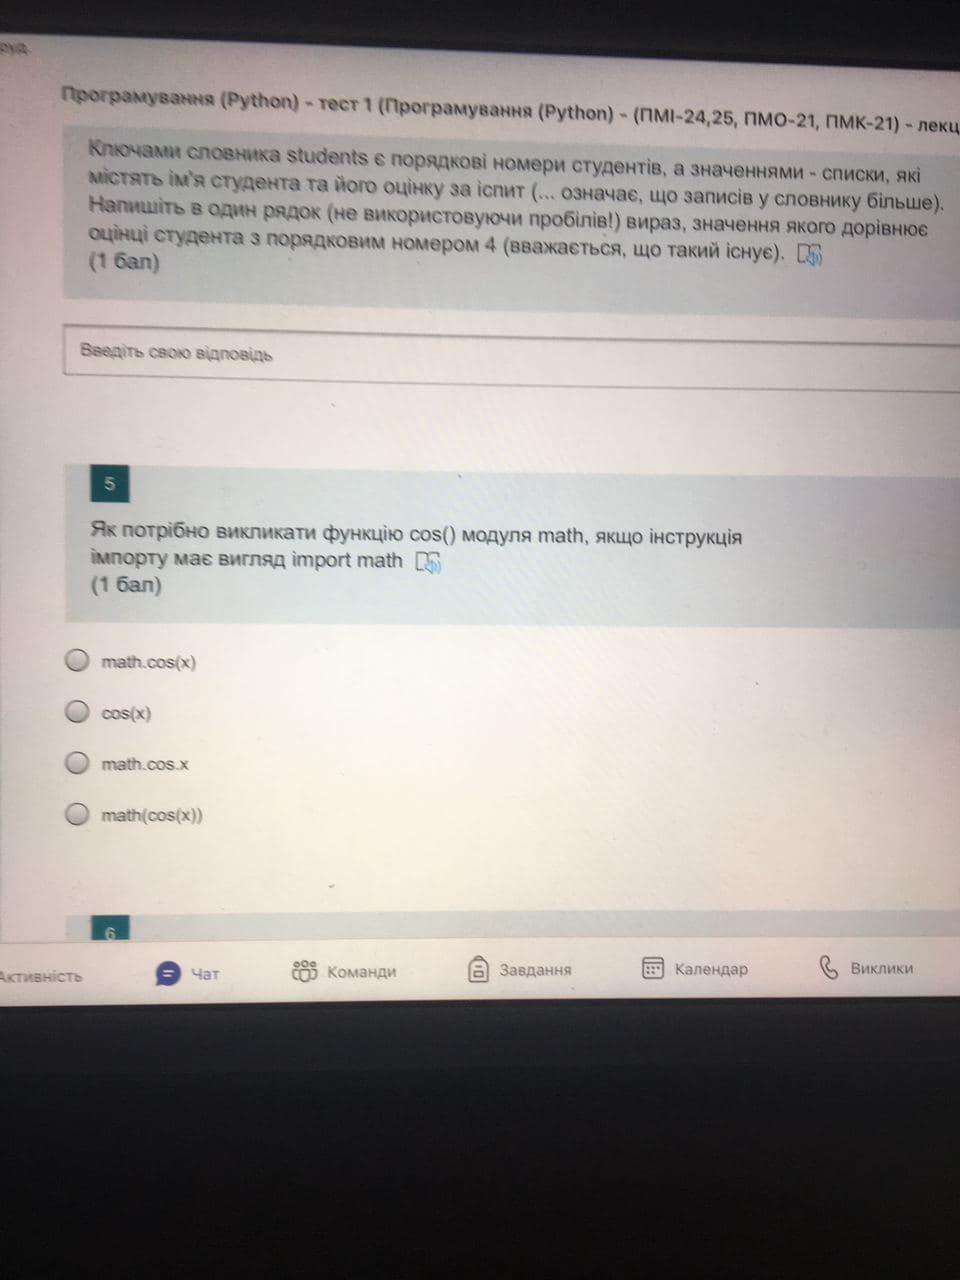 Програмування (Python) - тест 1 (Програмування (Python) - (ПМІ-24,25, ПМО-21, ПМК-21) - лекц
Ключами словника students є порядкові номери студентів, а значеннями - списки, які
містять ім'я студента та його оцінку за іспит (... означає, що записів у словнику більше).
Напишіть в один рядок (не використовуючи пробілів!) вираз, значення якого дорівнює
оцінці студента з порядковим номером 4 (вважається, що такий існує).
(1 бал)
Введіть свою відповідь
5
Як потрібно викликати функцію cos() модуля math, якщо інструкція
імпорту має вигляд import math
(1 бал)
math.cos(x)
cos(x)
math.cos.x
math(cos(x))
6
Активність
Чат
Команди
Завдання
Календар
Виклики